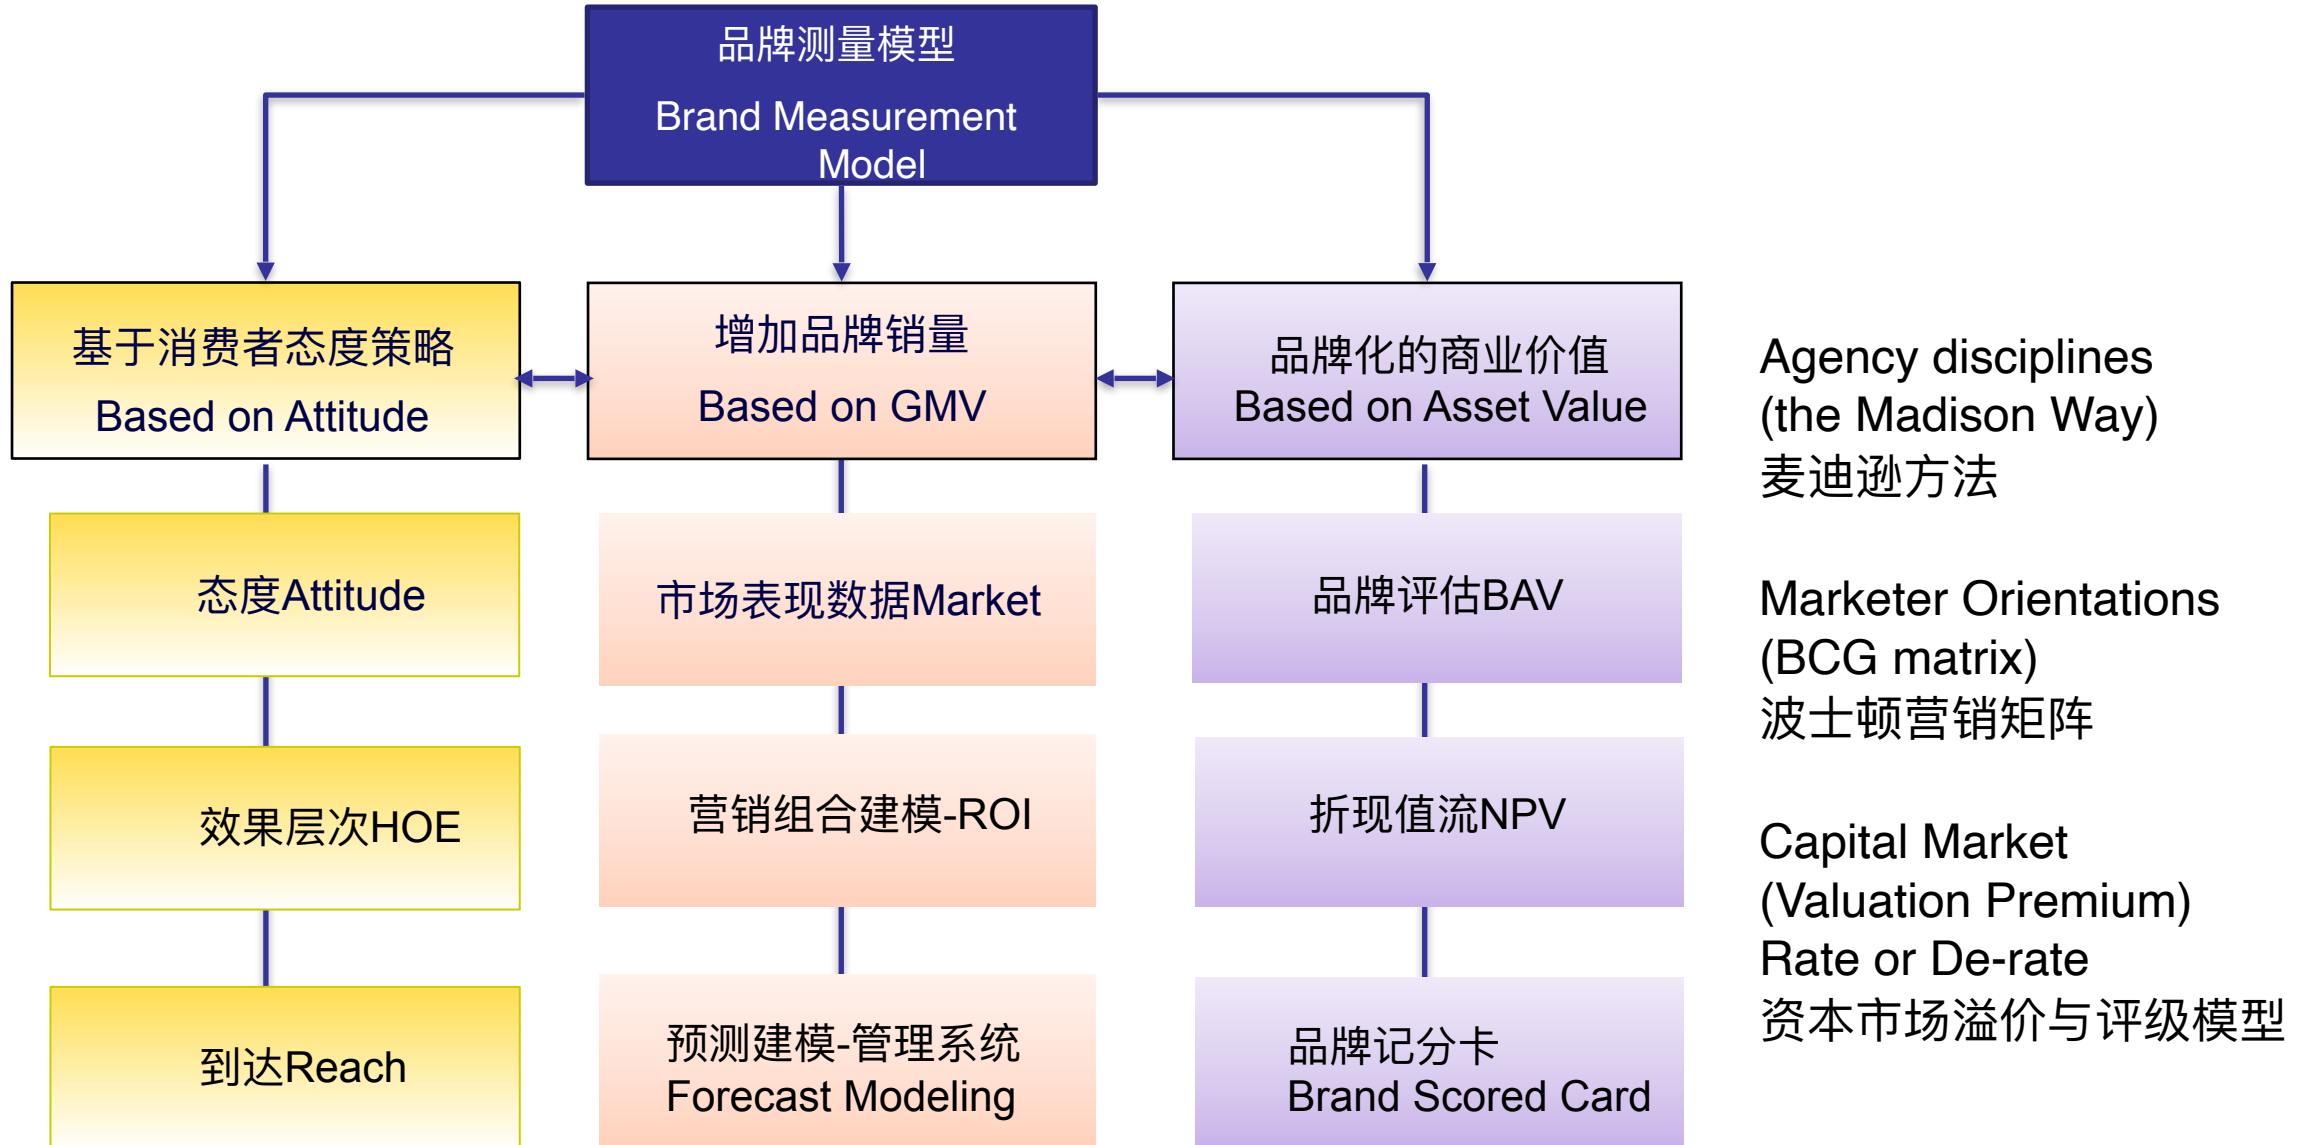 品牌测量模型
Brand Measurement
Model
基于消费者态度策略
Based on Attitude
增加品牌销量
Based on GMV
品牌化的商业价值
Based on Asset Value
态度Attitude
市场表现数据Market
品牌评估BAV
效果层次HOE
营销组合建模-ROI
折现值流NPV
到达Reach
预测建模-管理系统
Forecast Modeling
品牌记分卡
Brand Scored Card
Agency disciplines
(the Madison Way)
麦迪逊方法
Marketer Orientations
(BCG matrix)
波士顿营销矩阵
Capital Market
(Valuation Premium)
Rate or De-rate
资本市场溢价与评级模型